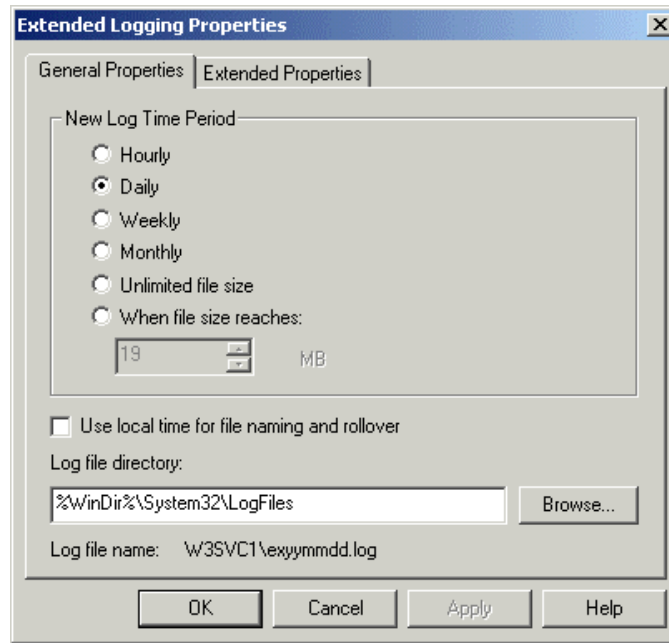 Extended Logging Properties
General Properties Extended Properties
New Log Time Period
Hourly
Daily
Weekly
Monthly
Unlimited file size
When file size reaches:
19 MB
Use local time for file naming and rollover
Log file directory:
%WinDir%\System32\LogFiles Browse...
Log file name: W3SVC1\exyymmdd.log
OK Cancel Apply Help